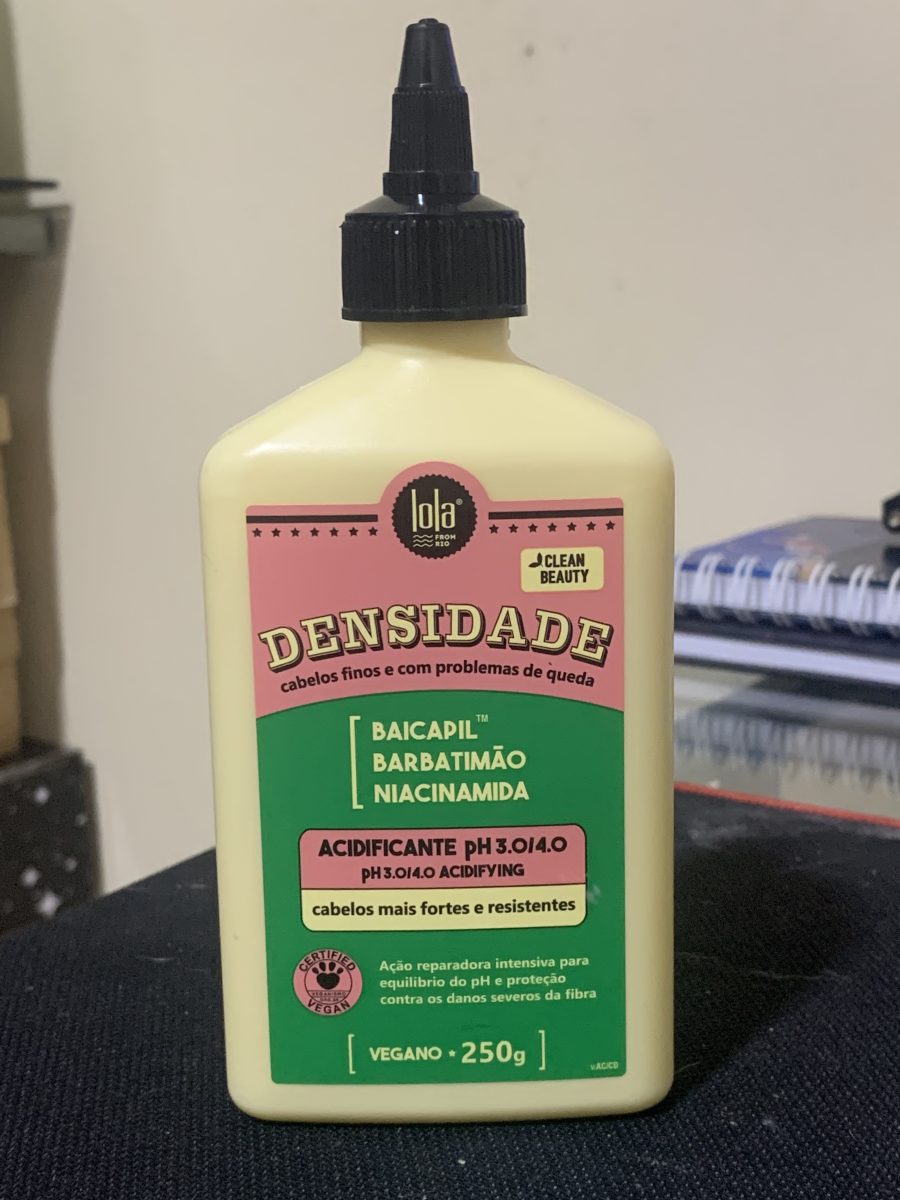 lola®
FROM
RIO
CLEAN
BEAUTY
DENSIDADE
cabelos finos e com problemas de queda
BAICAPIL™
BARBATIMÃO
NIACINAMIDA
ACIDIFICANTE pH 3.0/4.0
pH 3.0/4.0 ACIDIFYING
cabelos mais fortes e resistentes
CERTIFIED
VEGAN
Ação reparadora intensiva para
equilíbrio do pH e proteção
contra os danos severos da fibra
[ VEGANO * 250g ]